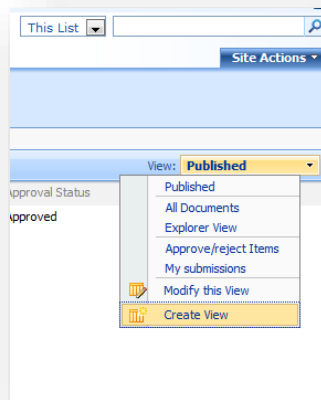 This List
Site Actions
View: Published
Approval Status
Approved
Published
All Documents
Explorer View
Approve/reject Items
My submissions
Modify this View
Create View